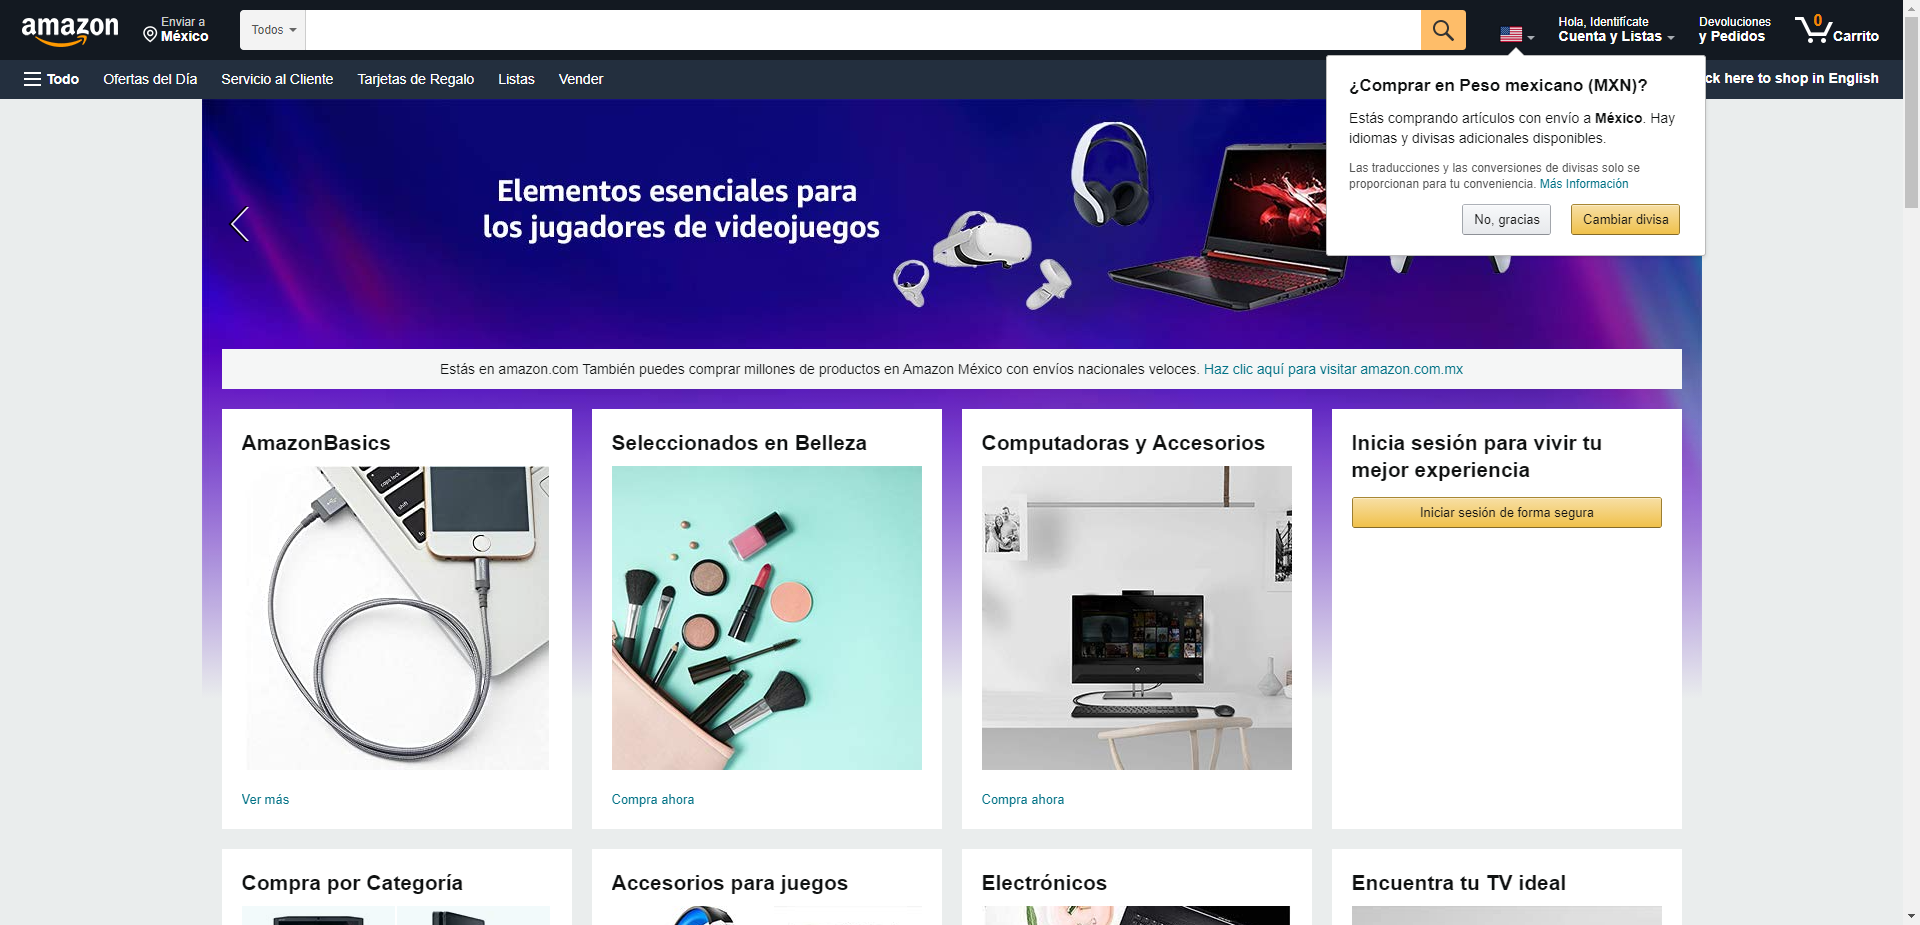 amazon
Enviar a
México
Todos
Hola, Identifícate
Cuenta y Listas
Devoluciones
y Pedidos
0
Carrito
Todo
Ofertas del Día
Servicio al Cliente
Tarjetas de Regalo
Listas
Vender
ck here to shop in English
¿Comprar en Peso mexicano (MXN)?
Estás comprando artículos con envío a México. Hay
idiomas y divisas adicionales disponibles.
Las traducciones y las conversiones de divisas solo se
proporcionan para tu conveniencia. Más Información
No, gracias
Cambiar divisa
Elementos esenciales para
los jugadores de videojuegos
Estás en amazon.com También puedes comprar millones de productos en Amazon México con envíos nacionales veloces. Haz clic aquí para visitar amazon.com.mx
AmazonBasics
caps lock
shift
Ver más
Seleccionados en Belleza
Compra ahora
Computadoras y Accesorios
Compra ahora
Inicia sesión para vivir tu
mejor experiencia
Iniciar sesión de forma segura
Compra por Categoría
Accesorios para juegos
Electrónicos
Encuentra tu TV ideal